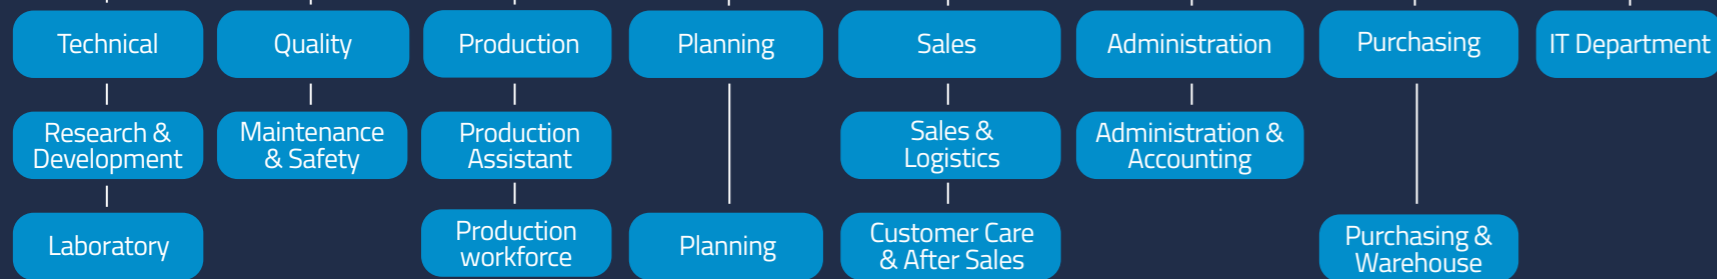 Technical
Quality
Production
Planning
Sales
Administration
Purchasing
IT Department
Research &
Development
Maintenance
& Safety
Production
Assistant
Sales &
Logistics
Administration &
Accounting
Laboratory
Production
workforce
Planning
Customer Care
& After Sales
Purchasing &
Warehouse